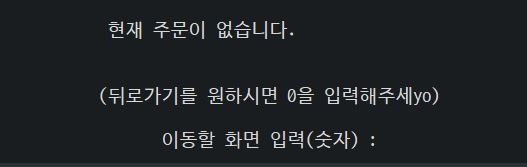 현재 주문이 없습니다.
(뒤로가기를 원하시면 0을 입력해주세yo)
이동할 화면 입력(숫자) :